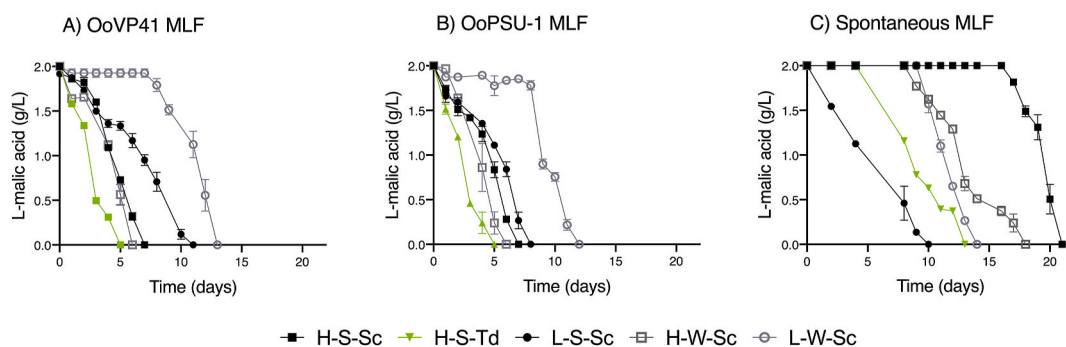 A) OoVP41 MLF
B) OoPSU-1 MLF
C) Spontaneous MLF
L-malic acid (g/L)
2.0
1.5
1.0
0.5
0.0
0 5 10 15 20
Time (days)
L-malic acid (g/L)
2.0
1.5
1.0
0.5
0.0
0 5 10 15 20
Time (days)
L-malic acid (g/L)
2.0
1.5
1.0
0.5
0.0
0 5 10 15 20
Time (days)
H-S-Sc H-S-Td L-S-Sc H-W-Sc L-W-Sc